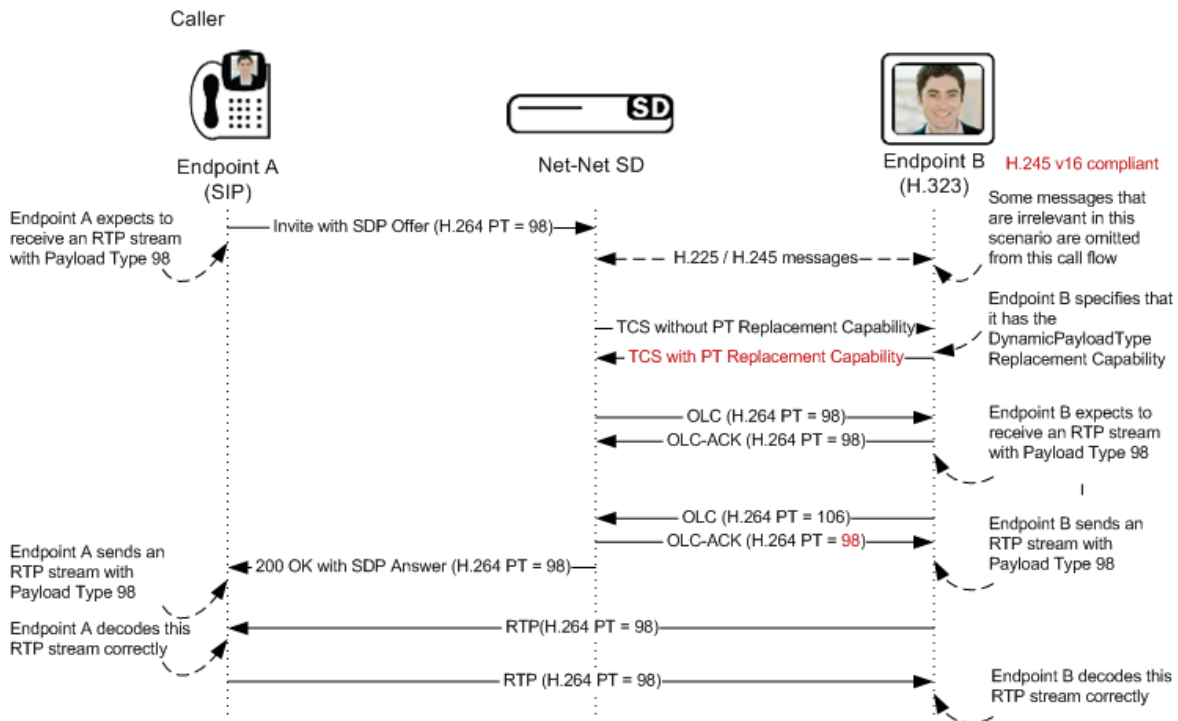 Caller
SD
Endpoint A
(SIP)
Net-Net SD
Endpoint B
(H.323)
H.245 v16 compliant
Endpoint A expects to
receive an RTP stream
with Payload Type 98
Invite with SDP Offer (H.264 PT = 98)
Some messages that
are irrelevant in this
scenario are omitted
from this call flow
H.225 / H.245 messages
Endpoint B specifies that
it has the
DynamicPayloadType
Replacement Capability
TCS without PT Replacement Capability
TCS with PT Replacement Capability
OLC (H.264 PT = 98)
OLC-ACK (H.264 PT = 98)
Endpoint B expects to
receive an RTP stream
with Payload Type 98
OLC (H.264 PT = 106)
OLC-ACK (H.264 PT = 98)
Endpoint B sends an
RTP stream with
Payload Type 98
Endpoint A sends an
RTP stream with
Payload Type 98
200 OK with SDP Answer (H.264 PT = 98)
Endpoint A decodes this
RTP stream correctly
RTP(H.264 PT = 98)
RTP (H.264 PT = 98)
Endpoint B decodes this
RTP stream correctly